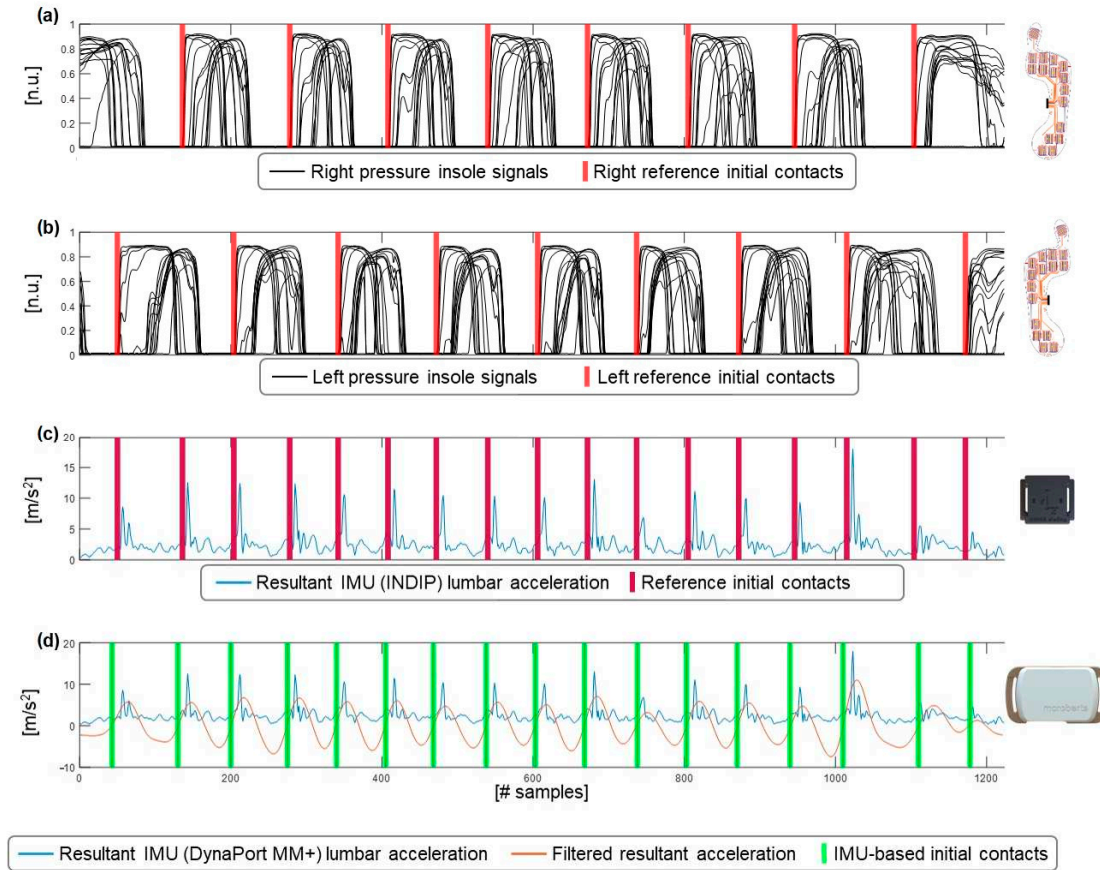 (a)
[n.u.]
1
0.8
0.6
0.4
0.2
0
Right pressure insole signals Right reference initial contacts
(b)
[n.u.]
1
0.8
0.6
0.4
0.2
0
Left pressure insole signals Left reference initial contacts
(c)
[m/s²]
20
15
10
5
0
Resultant IMU (INDIP) lumbar acceleration Reference initial contacts
(d)
[m/s²]
20
10
0
-10
0 200 400 600 800 1000 1200
[# samples]
Resultant IMU (DynaPort MM+) lumbar acceleration Filtered resultant acceleration IMU-based initial contacts